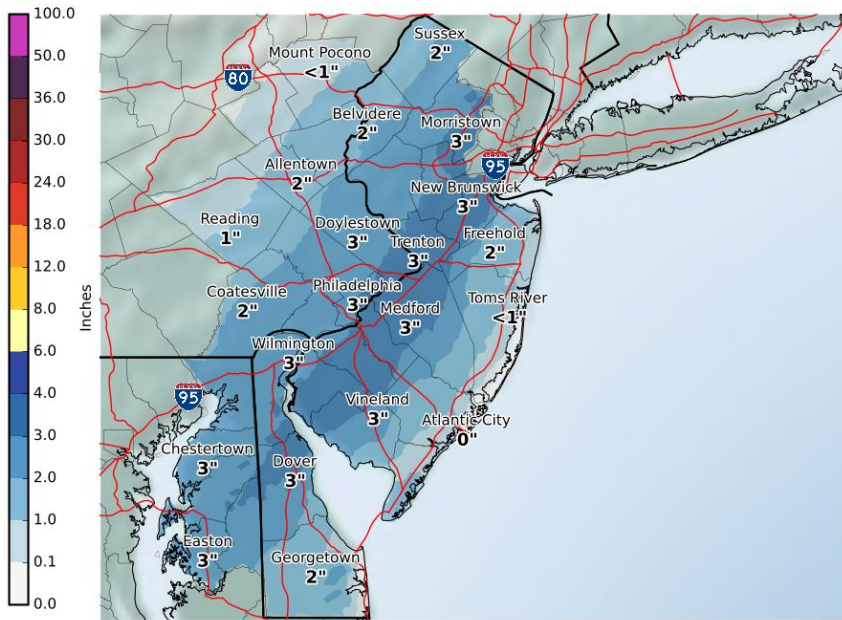 100.0
50.0
36.0
30.0
24.0
18.0
12.0
8.0
6.0
4.0
3.0
2.0
1.0
0.1
0.0
Inches
Sussex
2"
Mount Pocono
<1"
80
Belvidere
2"
Morristown
3"
95
Allentown
2"
New Brunswick
3"
Reading
1"
Doylestown
3"
Trenton
3"
Freehold
2"
Coatesville
2"
Philadelphia
3"
Medford
3"
Toms River
<1"
Wilmington
3"
95
Vineland
3"
Atlantic City
0"
Chestertown
3"
Dover
3"
Easton
3"
Georgetown
2"